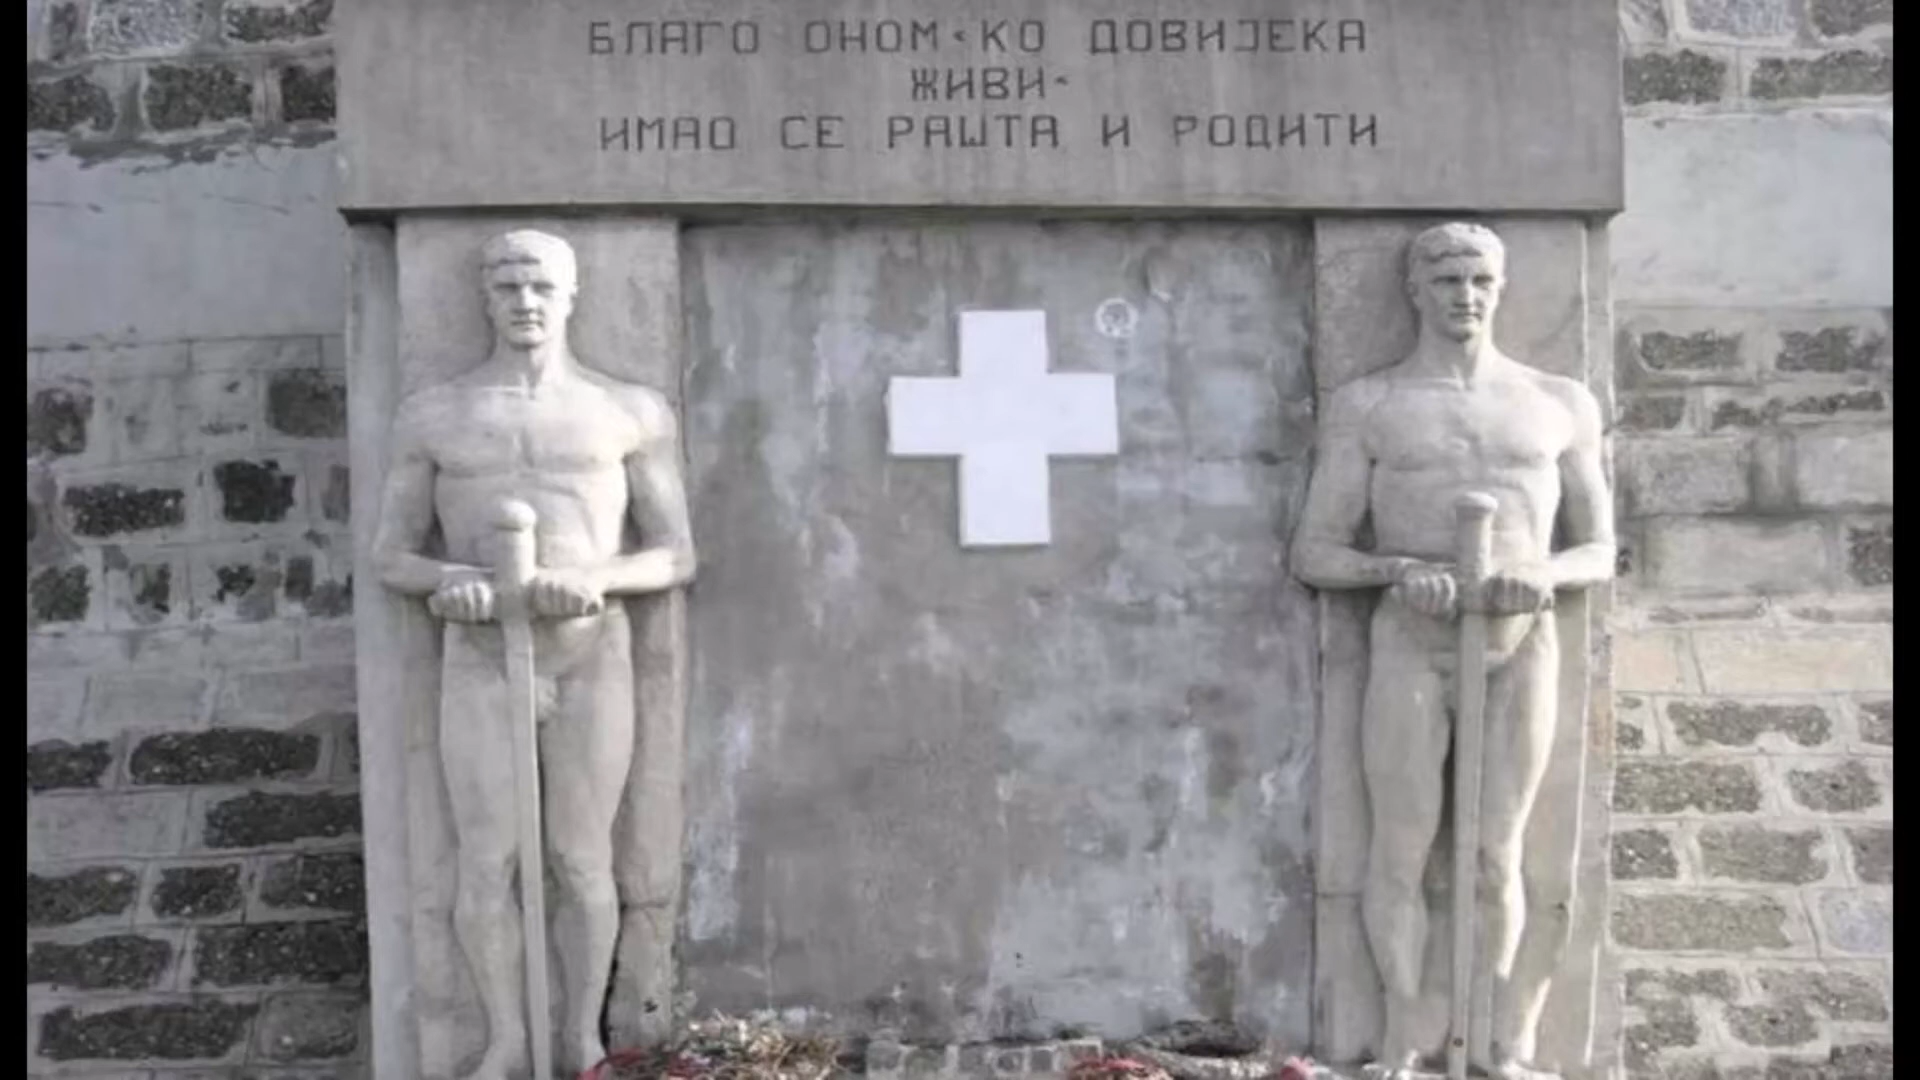 БЛАГО ОНОМ·КО ДОВИЈЕКА
ЖИВИ·
ИМАО СЕ РАШТА И РОДИТИ